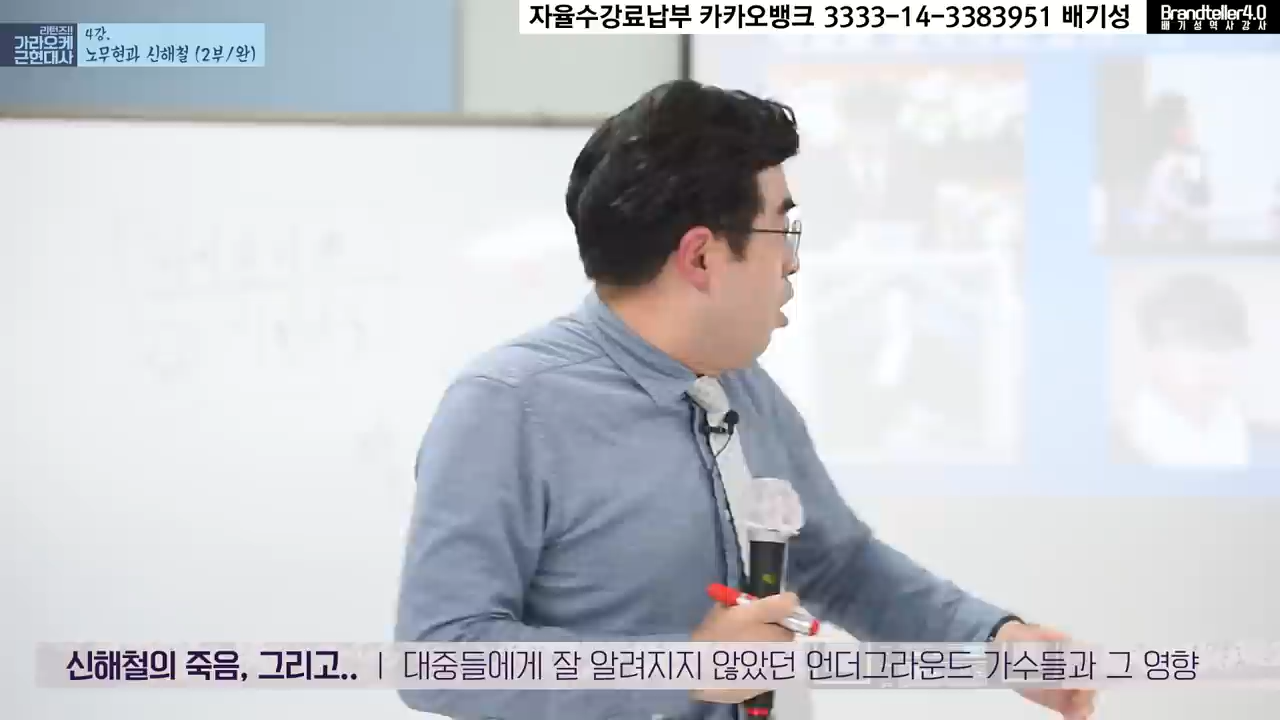 리턴즈!!
가라오케
근현대사
4강.
노무현과 신해철 (2부/완)
자율수강료납부 카카오뱅크 3333-14-3383951 배기성
Brandteller4.0
배기성역사강사
신해철의 죽음, 그리고.. | 대중들에게 잘 알려지지 않았던 언더그라운드 가수들과 그 영향